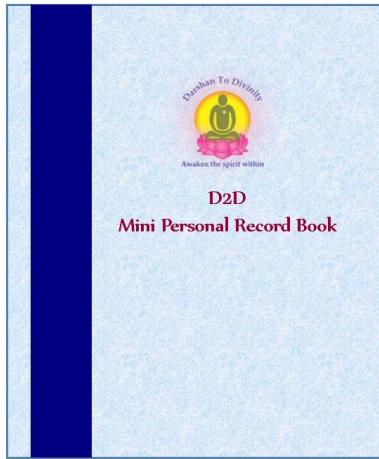 Darshan To Divinity
Awaken the spirit within
D2D
Mini Personal Record Book